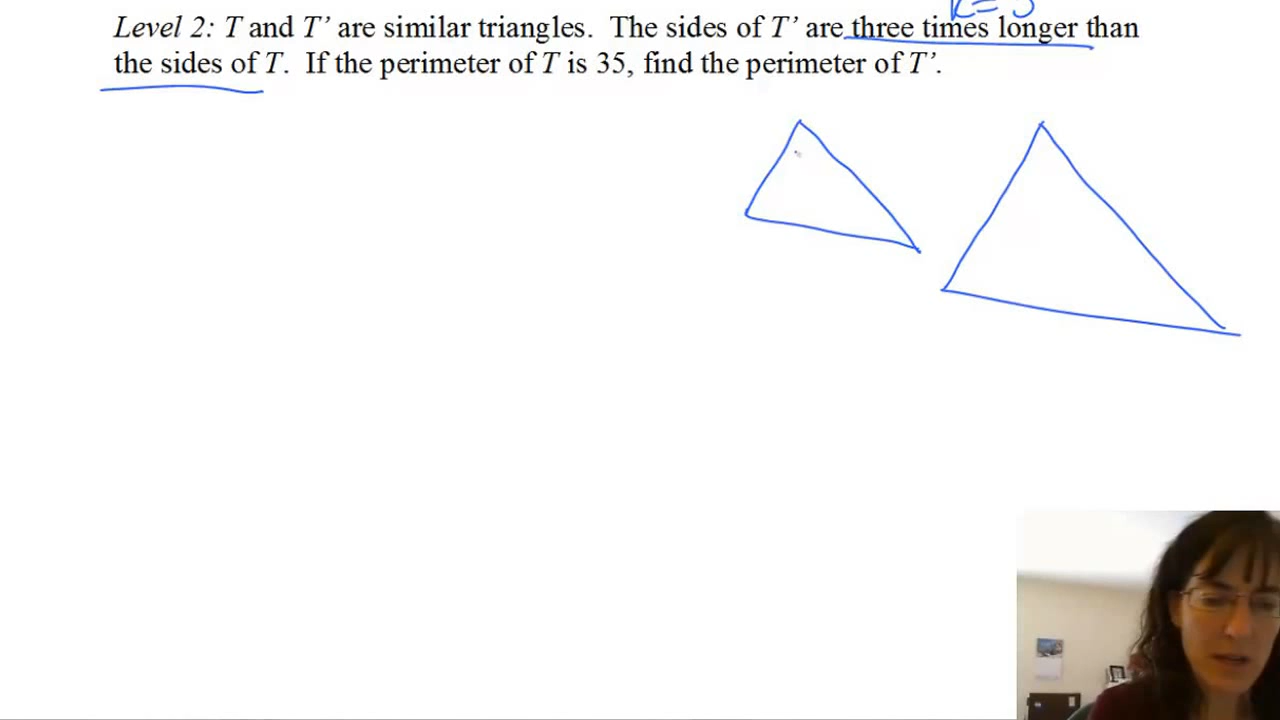 k=3
Level 2: T and T’ are similar triangles. The sides of T’ are three times longer than
the sides of T. If the perimeter of T is 35, find the perimeter of T’.